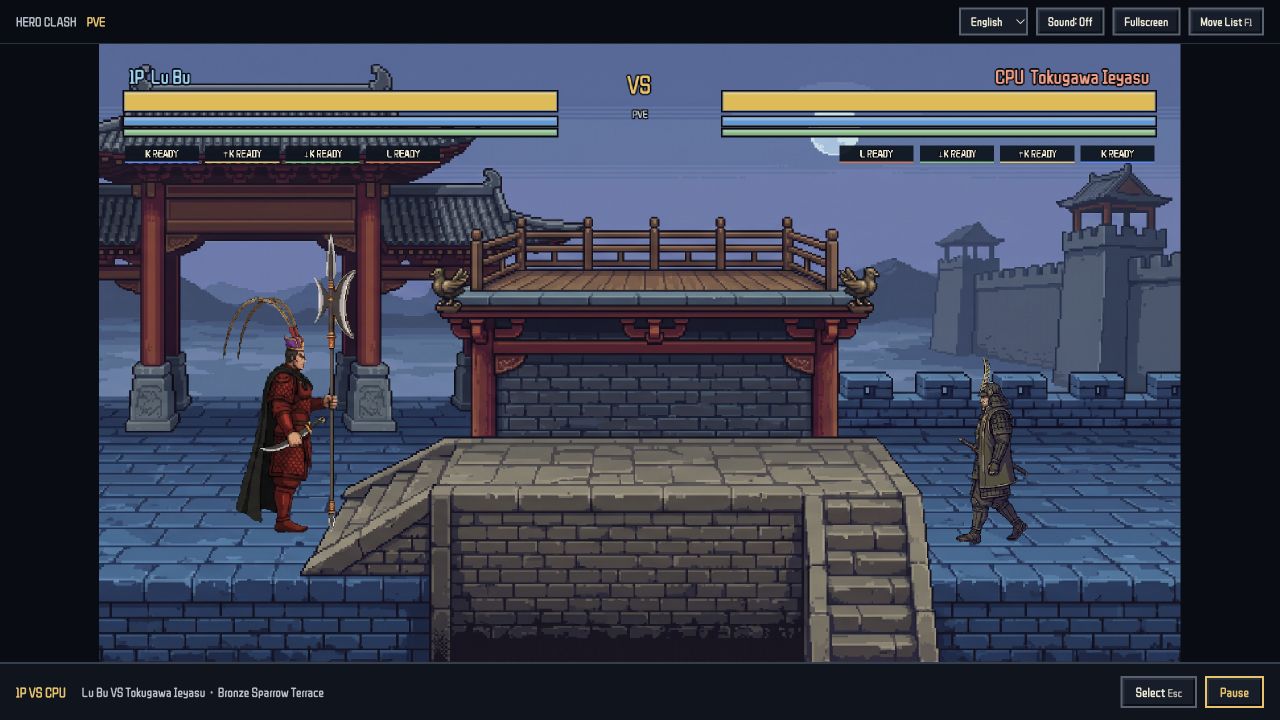 HERO CLASH PVE
English
Sound: Off
Fullscreen
Move List F1
1P Lu Bu
VS
CPU Tokugawa Ieyasu
PVE
K READY
↑K READY
↓K READY
L READY
L READY
↓K READY
↑K READY
K READY
1P VS CPU
Lu Bu VS Tokugawa Ieyasu · Bronze Sparrow Terrace
Select Esc
Pause